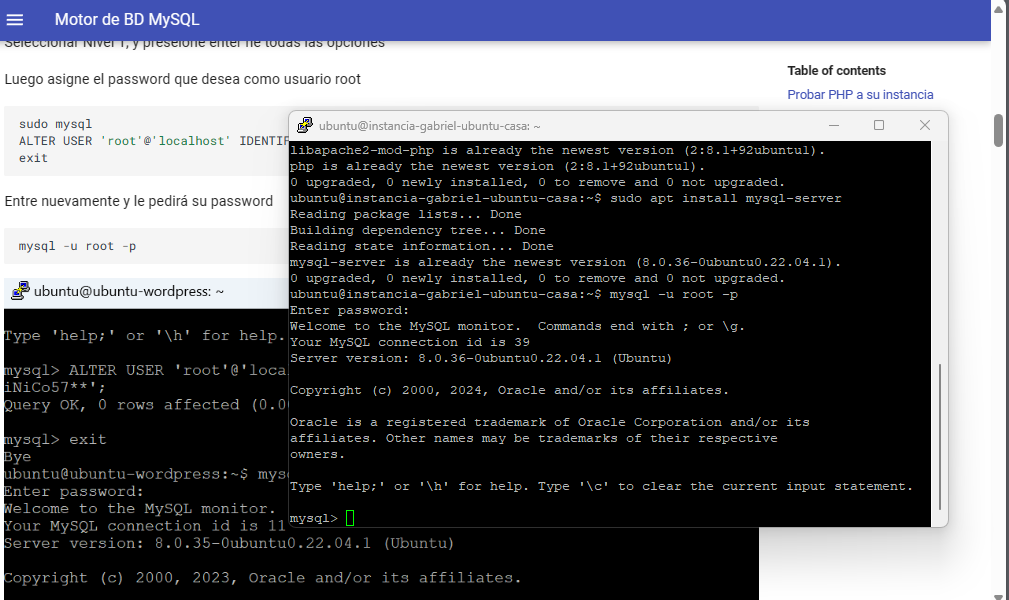 Motor de BD MySQL
Seleccionar Nivel 1, y preselone enter ne todas las opciones
Luego asigne el password que desea como usuario root
sudo mysql
ALTER USER 'root'@'localhost' IDENTIF
exit
Entre nuevamente y le pedirá su password
mysql -u root -p
ubuntu@ubuntu-wordpress: ~
Type 'help;' or '\h' for help.
mysql> ALTER USER 'root'@'loca
iNiCo57**';
Query OK, 0 rows affected (0.0
mysql> exit
Bye
ubuntu@ubuntu-wordpress:~$ mys
Enter password:
Welcome to the MySQL monitor.
Your MySQL connection id is 11
Server version: 8.0.35-0ubuntu0.22.04.1 (Ubuntu)
Copyright (c) 2000, 2023, Oracle and/or its affiliates.
Table of contents
Probar PHP a su instancia
ubuntu@instancia-gabriel-ubuntu-casa: ~
libapache2-mod-php is already the newest version (2:8.1+92ubuntu1).
php is already the newest version (2:8.1+92ubuntu1).
0 upgraded, 0 newly installed, 0 to remove and 0 not upgraded.
ubuntu@instancia-gabriel-ubuntu-casa:~$ sudo apt install mysql-server
Reading package lists... Done
Building dependency tree... Done
Reading state information... Done
mysql-server is already the newest version (8.0.36-0ubuntu0.22.04.1).
0 upgraded, 0 newly installed, 0 to remove and 0 not upgraded.
ubuntu@instancia-gabriel-ubuntu-casa:~$ mysql -u root -p
Enter password:
Welcome to the MySQL monitor.  Commands end with ; or \g.
Your MySQL connection id is 39
Server version: 8.0.36-0ubuntu0.22.04.1 (Ubuntu)
Copyright (c) 2000, 2024, Oracle and/or its affiliates.
Oracle is a registered trademark of Oracle Corporation and/or its
affiliates. Other names may be trademarks of their respective
owners.
Type 'help;' or '\h' for help. Type '\c' to clear the current input statement.
mysql>